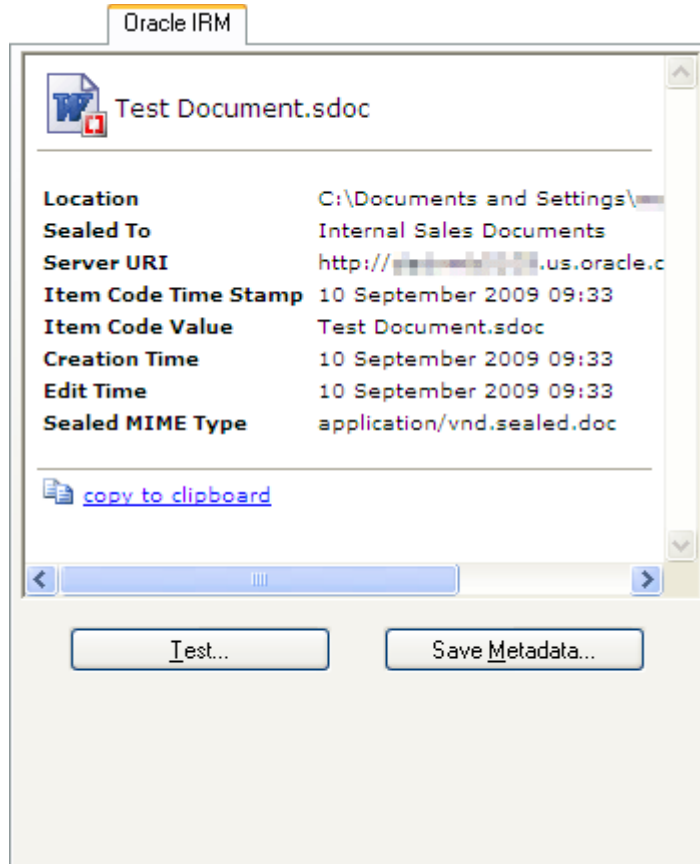 Oracle IRM
Test Document.sdoc
Location C:\Documents and Settings\
Sealed To Internal Sales Documents
Server URI http:// .us.oracle.c
Item Code Time Stamp 10 September 2009 09:33
Item Code Value Test Document.sdoc
Creation Time 10 September 2009 09:33
Edit Time 10 September 2009 09:33
Sealed MIME Type application/vnd.sealed.doc
copy to clipboard
Test... Save Metadata...